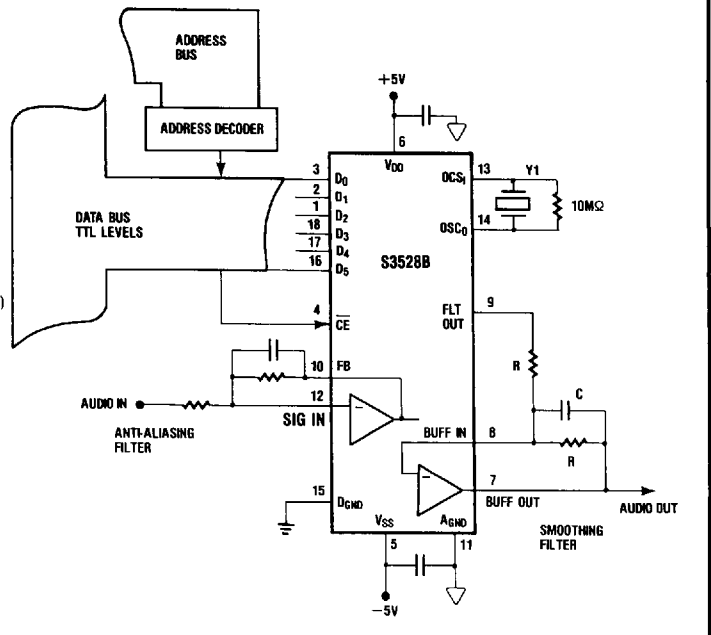 ADDRESS
BUS
ADDRESS DECODER
DATA BUS
TTL LEVELS
+5V
6
VDD
3 D0
2 D1
1 D2
18 D3
17 D4
16 D5
4 CE
S3528B
13 OCSI
Y1
10MΩ
14 OSCO
9 FLT
OUT
R
10 FB
AUDIO IN
12 SIG IN
ANTI-ALIASING
FILTER
C
BUFF IN 8
R
7
BUFF OUT
AUDIO OUT
SMOOTHING
FILTER
15 DGND
VSS
AGND
5
11
−5V
)